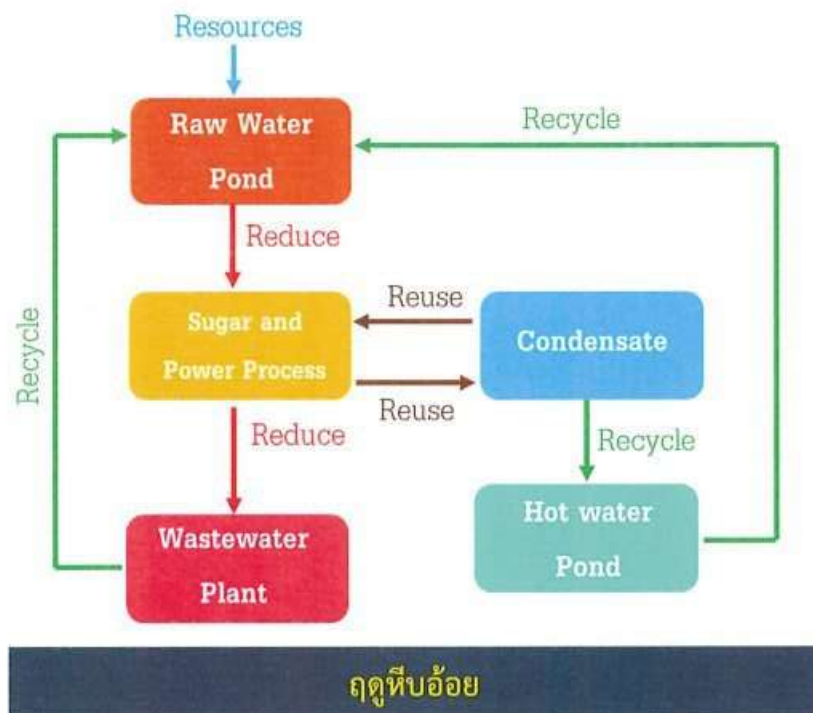 Resources
Raw Water
Pond
Recycle
Reduce
Sugar and
Power Process
Reuse
Condensate
Reuse
Recycle
Reduce
Recycle
Wastewater
Plant
Hot water
Pond
ฤดูหีบอ้อย